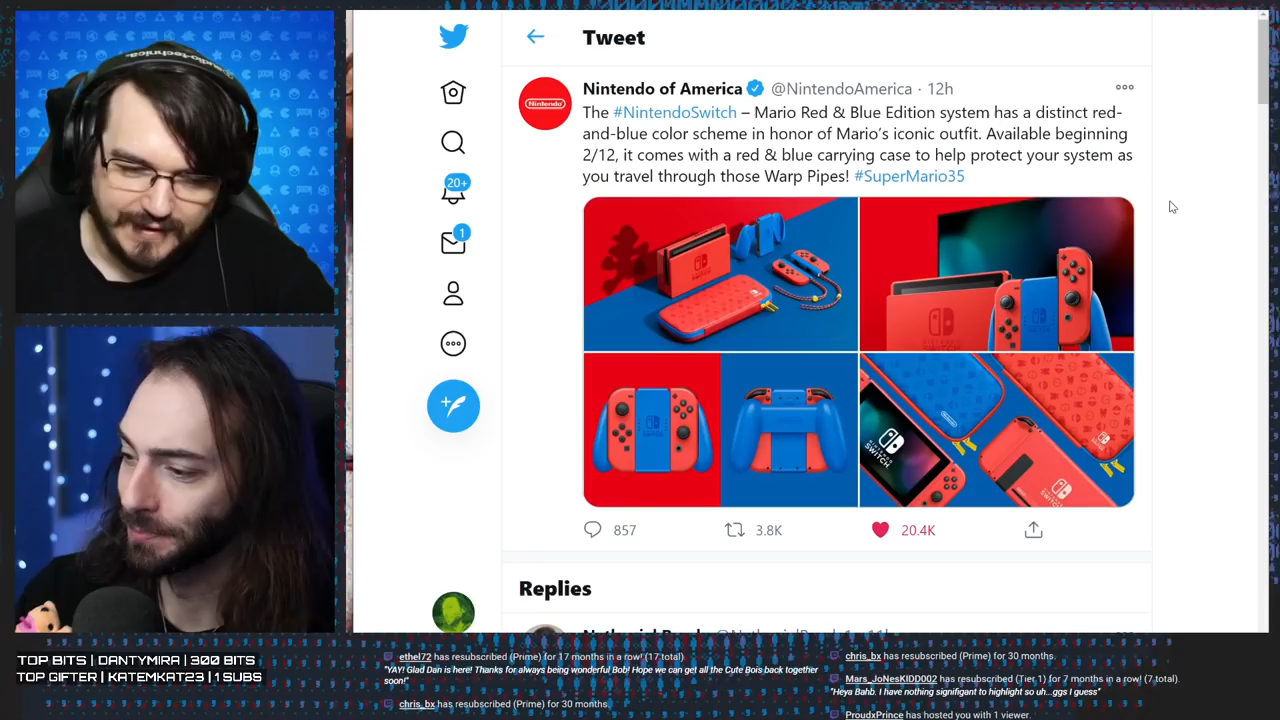 Tweet
Nintendo of America @NintendoAmerica · 12h
The #NintendoSwitch – Mario Red & Blue Edition system has a distinct red-
and-blue color scheme in honor of Mario's iconic outfit. Available beginning
2/12, it comes with a red & blue carrying case to help protect your system as
you travel through those Warp Pipes! #SuperMario35
Nintendo
20+
1
NINTENDO
SWITCH
857
3.8K
20.4K
Replies
audio-technica
TOP BITS | DANTYMIRA | 300 BITS
TOP GIFTER | KATEMKAT23 | 1 SUBS
ethel72 has resubscribed (Prime) for 17 months in a row! (17 total).
"YAY! Glad Dan is here! Thanks for always being wonderful Bob! Hope we can get all the Cute Bois back together
soon!"
chris_bx has resubscribed (Prime) for 30 months.
chris_bx has resubscribed (Prime) for 30 months.
Mars_JoNesKIDD002 has resubscribed (Tier 1) for 7 months in a row! (7 total).
"Heya Bahb. I have nothing signifigant to highlight so uh...ggs I guess"
ProudxPrince has hosted you with 1 viewer.